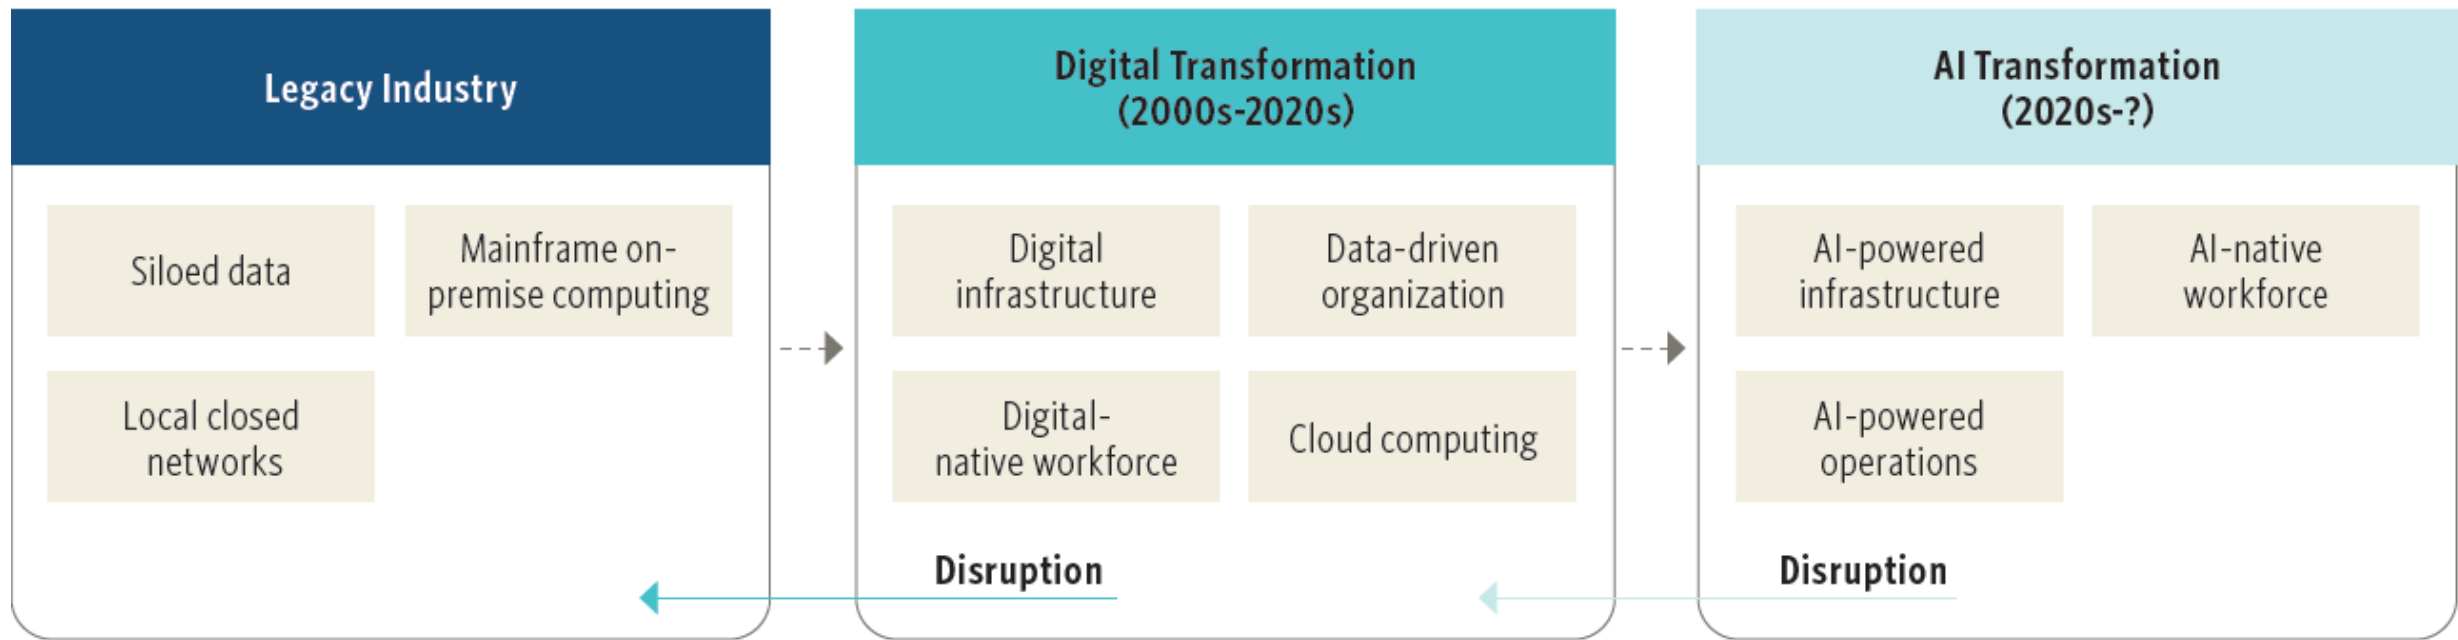 Legacy Industry
Siloed data
Mainframe on-
premise computing
Local closed
networks
Digital Transformation
(2000s-2020s)
Digital
infrastructure
Data-driven
organization
Digital-
native workforce
Cloud computing
Disruption
AI Transformation
(2020s-?)
AI-powered
infrastructure
AI-native
workforce
AI-powered
operations
Disruption